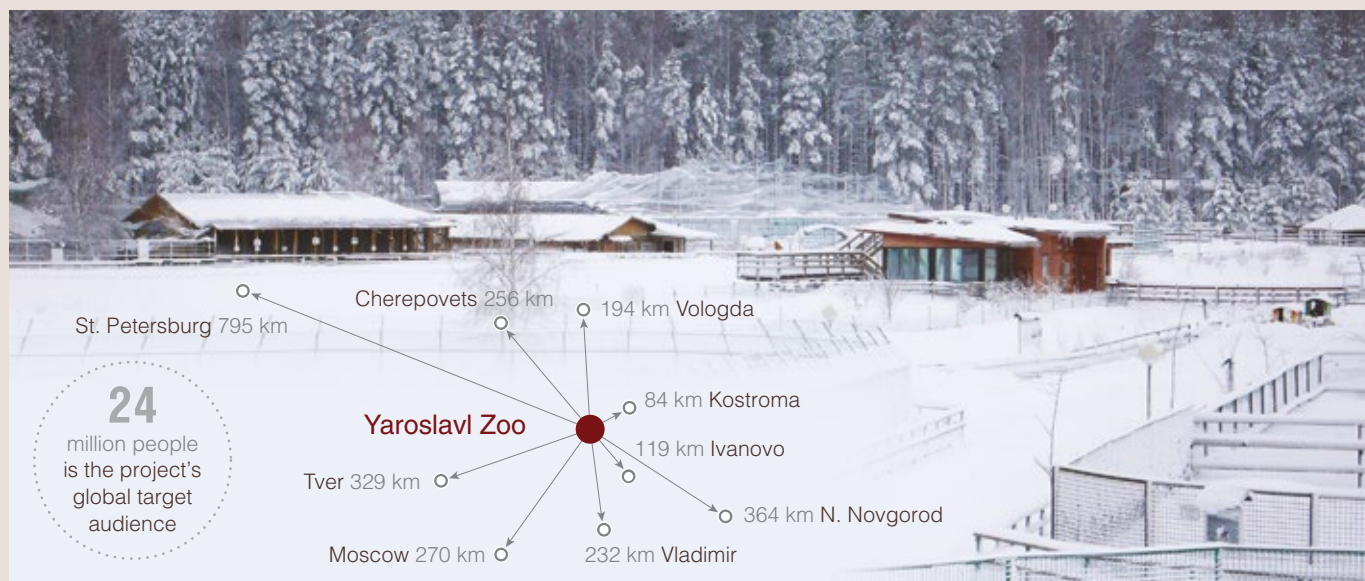 Cherepovets 256 km
194 km Vologda
St. Petersburg 795 km
24
million people
is the project's
global target
audience
84 km Kostroma
Yaroslavl Zoo
119 km Ivanovo
Tver 329 km
364 km N. Novgorod
Moscow 270 km
232 km Vladimir